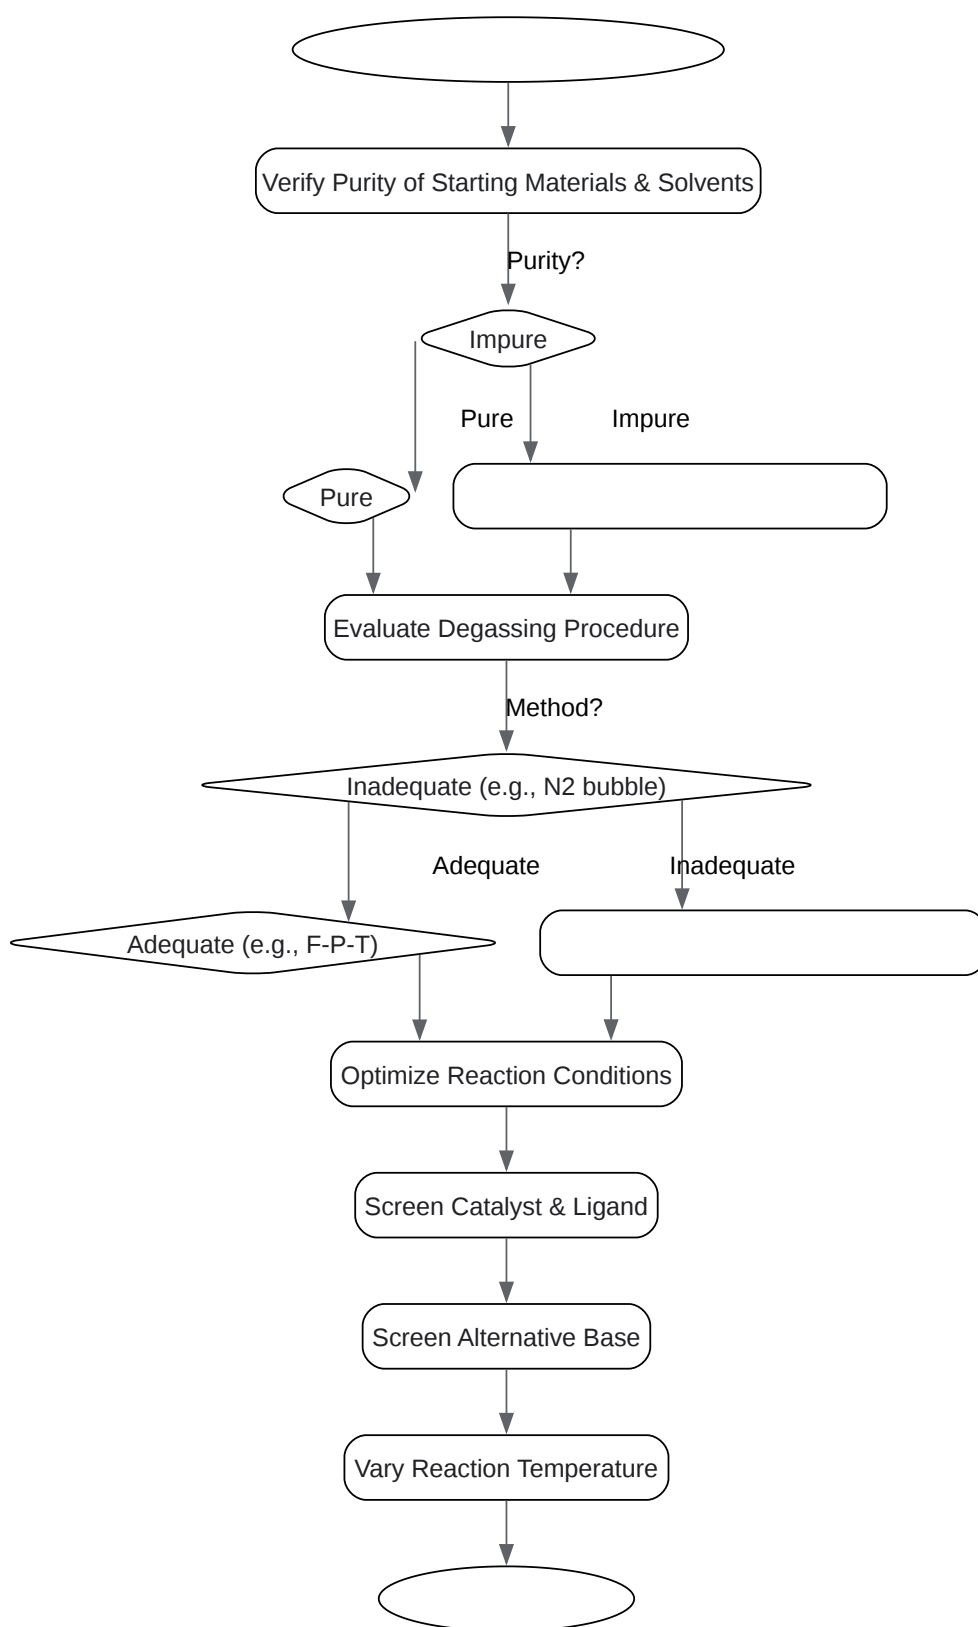 Verify Purity of Starting Materials & Solvents
Purity?
Impure
Pure
Impure
Pure
Evaluate Degassing Procedure
Method?
Inadequate (e.g., N2 bubble)
Adequate
Inadequate
Adequate (e.g., F-P-T)
Optimize Reaction Conditions
Screen Catalyst & Ligand
Screen Alternative Base
Vary Reaction Temperature